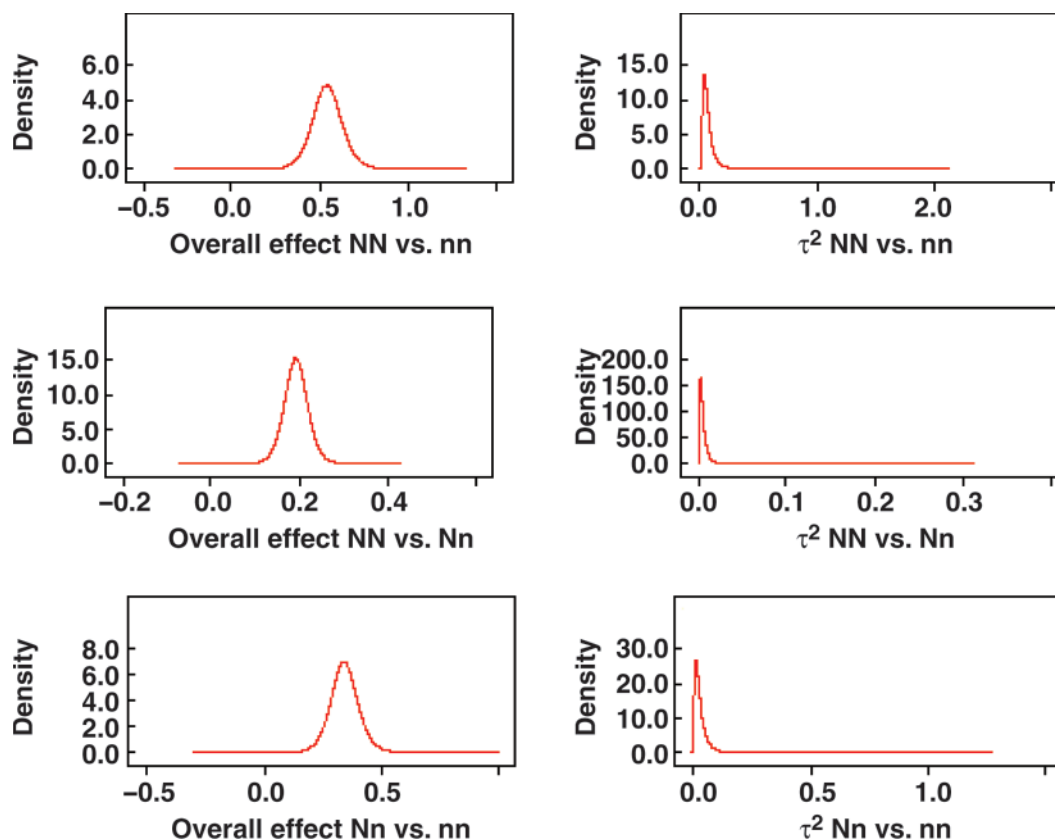 Density
6.0
4.0
2.0
0.0
−0.5 0.0 0.5 1.0
Overall effect NN vs. nn
Density
15.0
10.0
5.0
0.0
0.0 1.0 2.0
τ² NN vs. nn
Density
15.0
10.0
5.0
0.0
−0.2 0.0 0.2 0.4
Overall effect NN vs. Nn
Density
200.0
150.0
100.0
50.0
0.0
0.0 0.1 0.2 0.3
τ² NN vs. Nn
Density
8.0
6.0
4.0
2.0
0.0
−0.5 0.0 0.5
Overall effect Nn vs. nn
Density
30.0
20.0
10.0
0.0
0.0 0.5 1.0
τ² Nn vs. nn